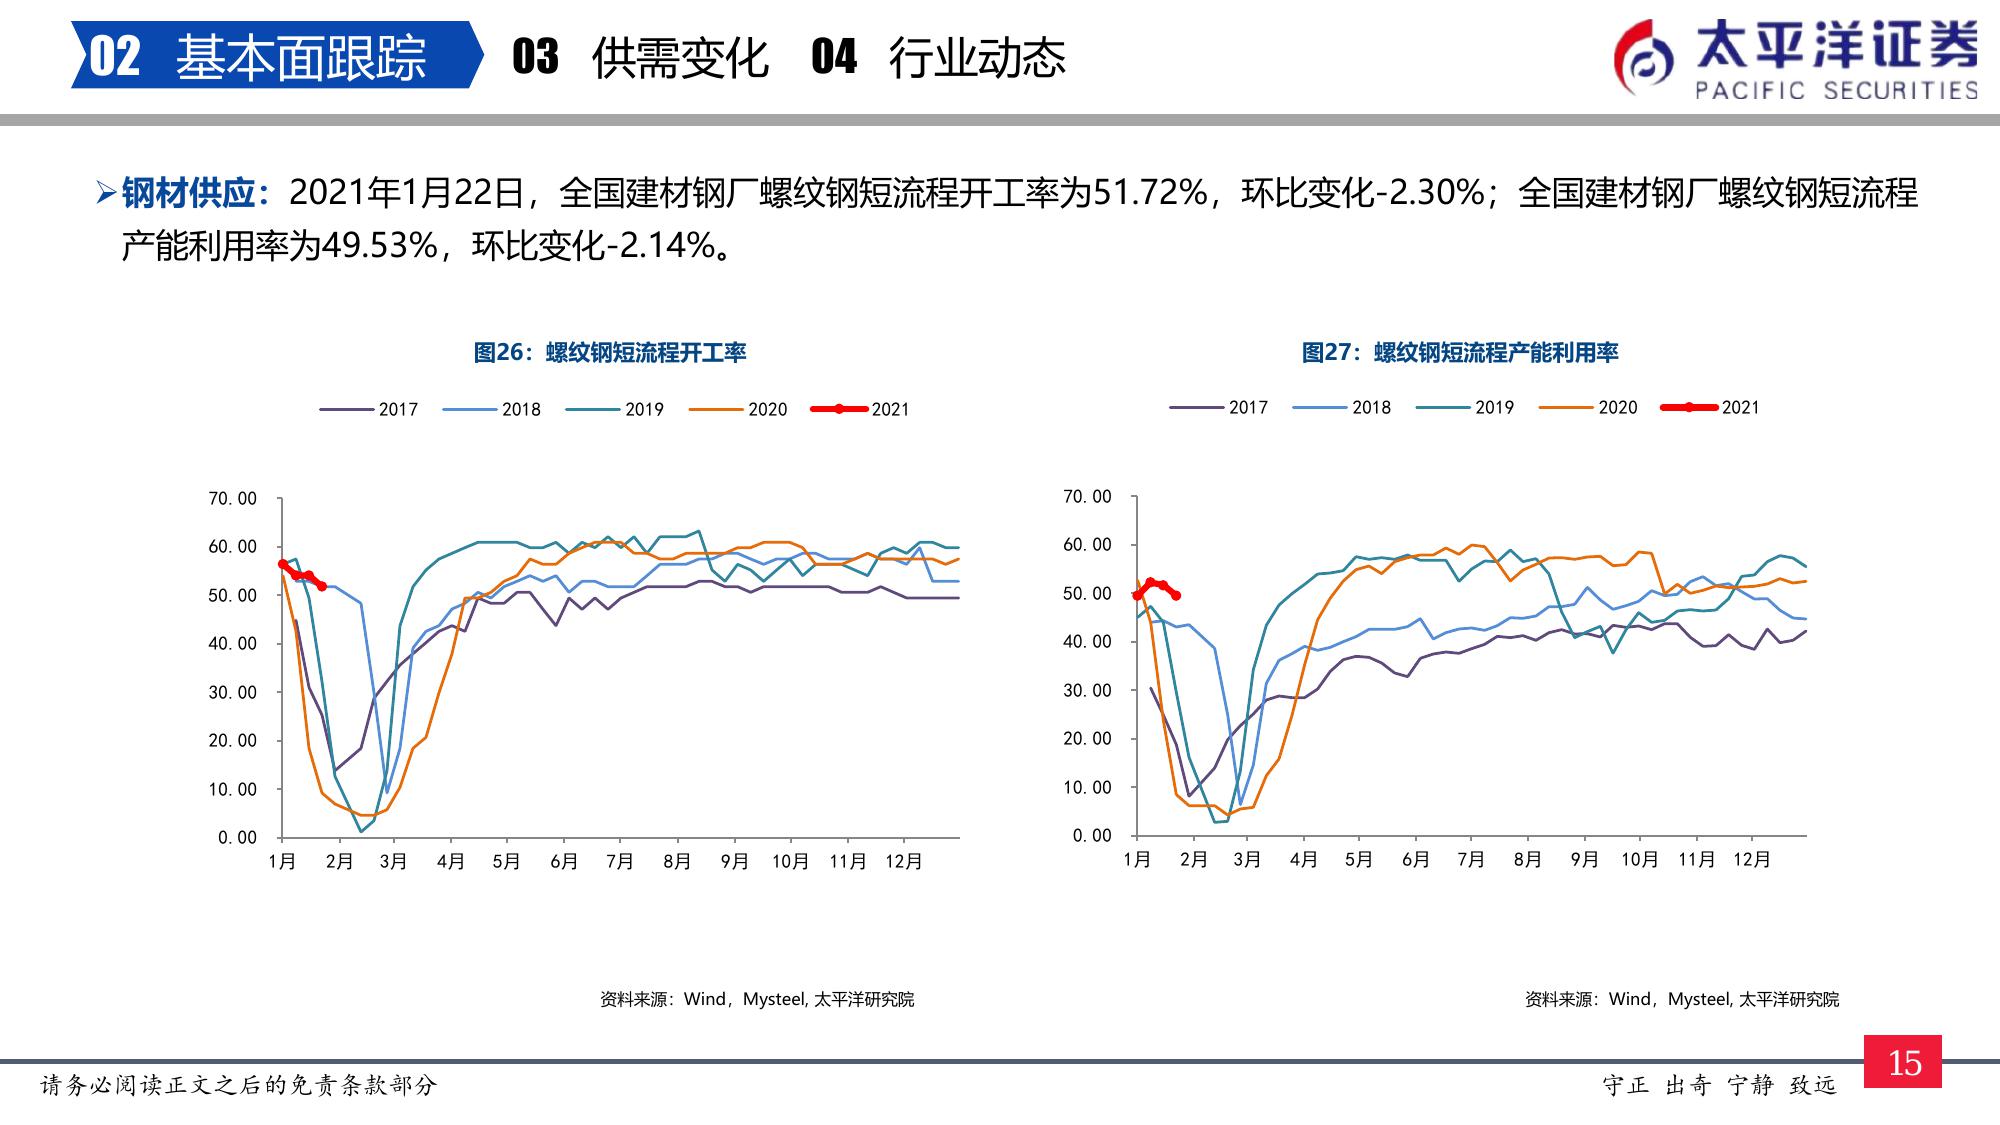 02 基本面跟踪 03 供需变化 04 行业动态
太平洋证券
PACIFIC SECURITIES
➢钢材供应：2021年1月22日，全国建材钢厂螺纹钢短流程开工率为51.72%，环比变化-2.30%；全国建材钢厂螺纹钢短流程
产能利用率为49.53%，环比变化-2.14%。
图26：螺纹钢短流程开工率
2017 2018 2019 2020 2021
70.00
60.00
50.00
40.00
30.00
20.00
10.00
0.00
1月 2月 3月 4月 5月 6月 7月 8月 9月 10月 11月 12月
资料来源：Wind，Mysteel, 太平洋研究院
图27：螺纹钢短流程产能利用率
2017 2018 2019 2020 2021
70.00
60.00
50.00
40.00
30.00
20.00
10.00
0.00
1月 2月 3月 4月 5月 6月 7月 8月 9月 10月 11月 12月
资料来源：Wind，Mysteel, 太平洋研究院
请务必阅读正文之后的免责条款部分
守正 出奇 宁静 致远
15